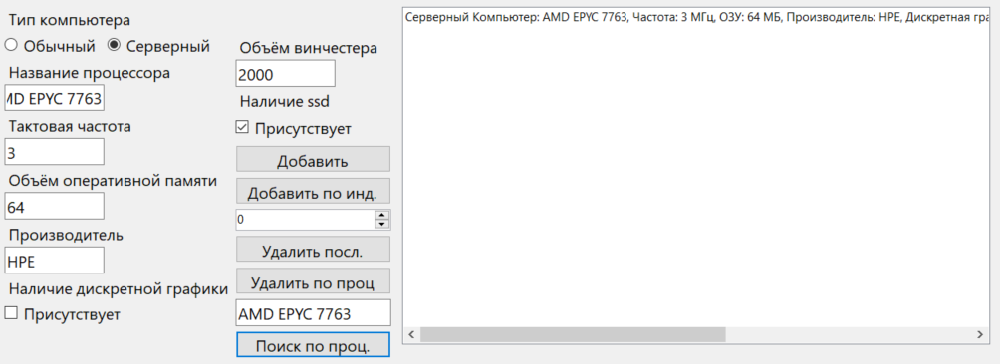 Тип компьютера
Обычный
Серверный
Название процессора
MD EPYC 7763
Тактовая частота
3
Объём оперативной памяти
64
Производитель
HPE
Наличие дискретной графики
Присутствует
Объём винчестера
2000
Наличие ssd
Присутствует
Добавить
Добавить по инд.
0
Удалить посл.
Удалить по проц
AMD EPYC 7763
Поиск по проц.
Серверный Компьютер: AMD EPYC 7763, Частота: 3 МГц, ОЗУ: 64 МБ, Производитель: HPE, Дискретная гра